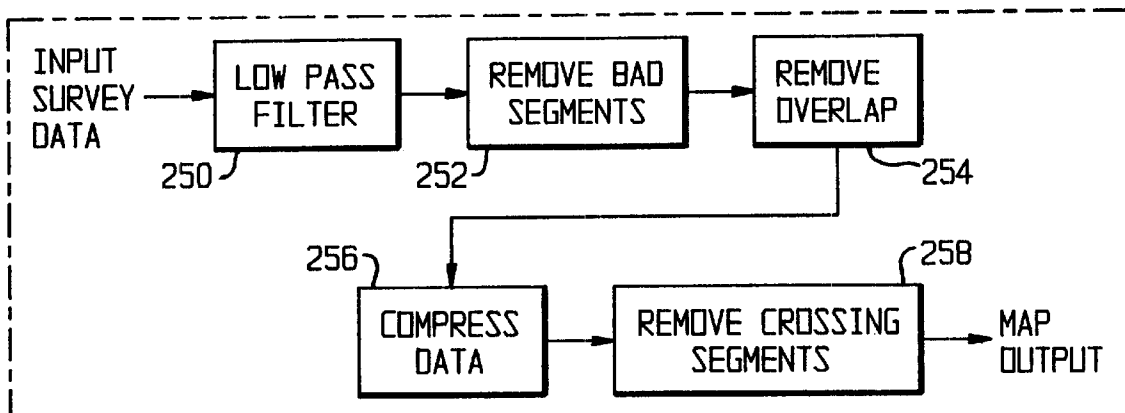 INPUT
SURVEY
DATA
LOW PASS
FILTER
REMOVE BAD
SEGMENTS
REMOVE
OVERLAP
250
252
254
256
258
COMPRESS
DATA
REMOVE CROSSING
SEGMENTS
MAP
OUTPUT